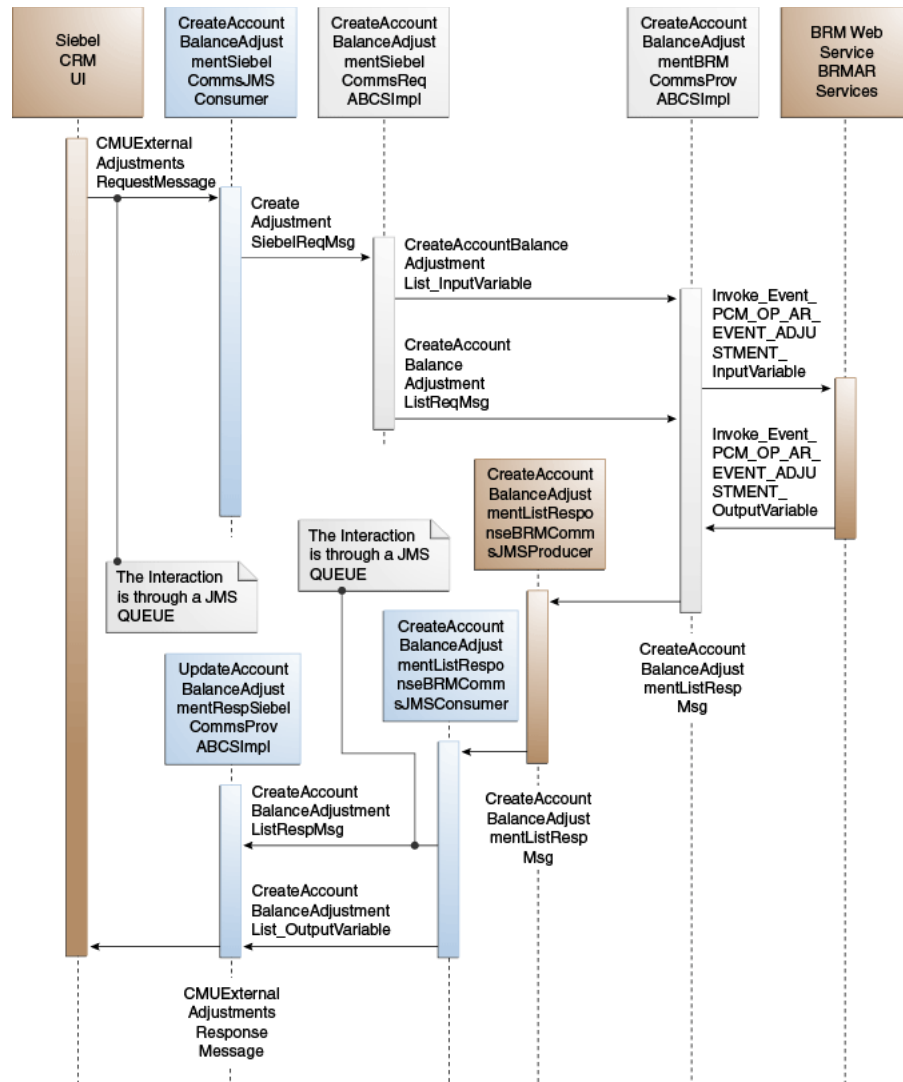 Siebel
CRM
UI
CreateAccount
BalanceAdjust
mentSiebel
CommsJMS
Consumer
CreateAccount
BalanceAdjust
mentSiebel
CommsReq
ABCSImpl
CreateAccount
BalanceAdjust
mentBRM
CommsProv
ABCSImpl
BRM Web
Service
BRMAR
Services
CMUExternal
Adjustments
RequestMessage
Create
Adjustment
SiebelReqMsg
CreateAccountBalance
Adjustment
List_InputVariable
Invoke_Event_
PCM_OP_AR_
EVENT_ADJU
STMENT_
InputVariable
CreateAccount
Balance
Adjustment
ListReqMsg
Invoke_Event_
PCM_OP_AR_
EVENT_ADJU
STMENT_
OutputVariable
CreateAccount
BalanceAdjust
mentListRespo
nseBRMComm
sJMSProducer
The Interaction
is through a JMS
QUEUE
The Interaction
is through a JMS
QUEUE
CreateAccount
BalanceAdjust
mentListRespo
nseBRMComm
sJMSConsumer
CreateAccount
BalanceAdjust
mentListResp
Msg
UpdateAccount
BalanceAdjust
mentRespSiebel
CommsProv
ABCSImpl
CreateAccount
BalanceAdjustment
ListRespMsg
CreateAccount
BalanceAdjust
mentListResp
Msg
CreateAccount
BalanceAdjustment
List_OutputVariable
CMUExternal
Adjustments
Response
Message